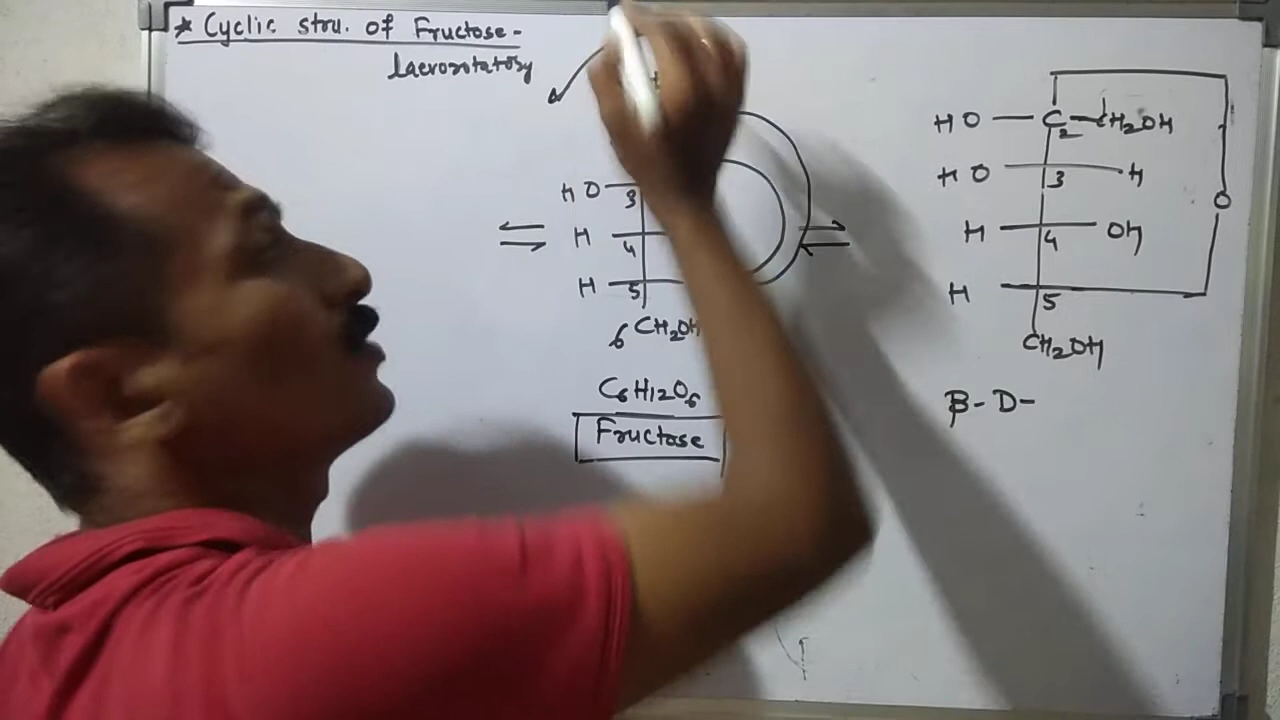 * Cyclic stru. of Fructose-
laevorotatory
HO 3
H 4
H 5
6 CH2OH
C6H12O6
Fructose
HO — C2 — 1CH2OH
HO 3 H
O
H 4 OH
H 5
CH2OH
β-D-